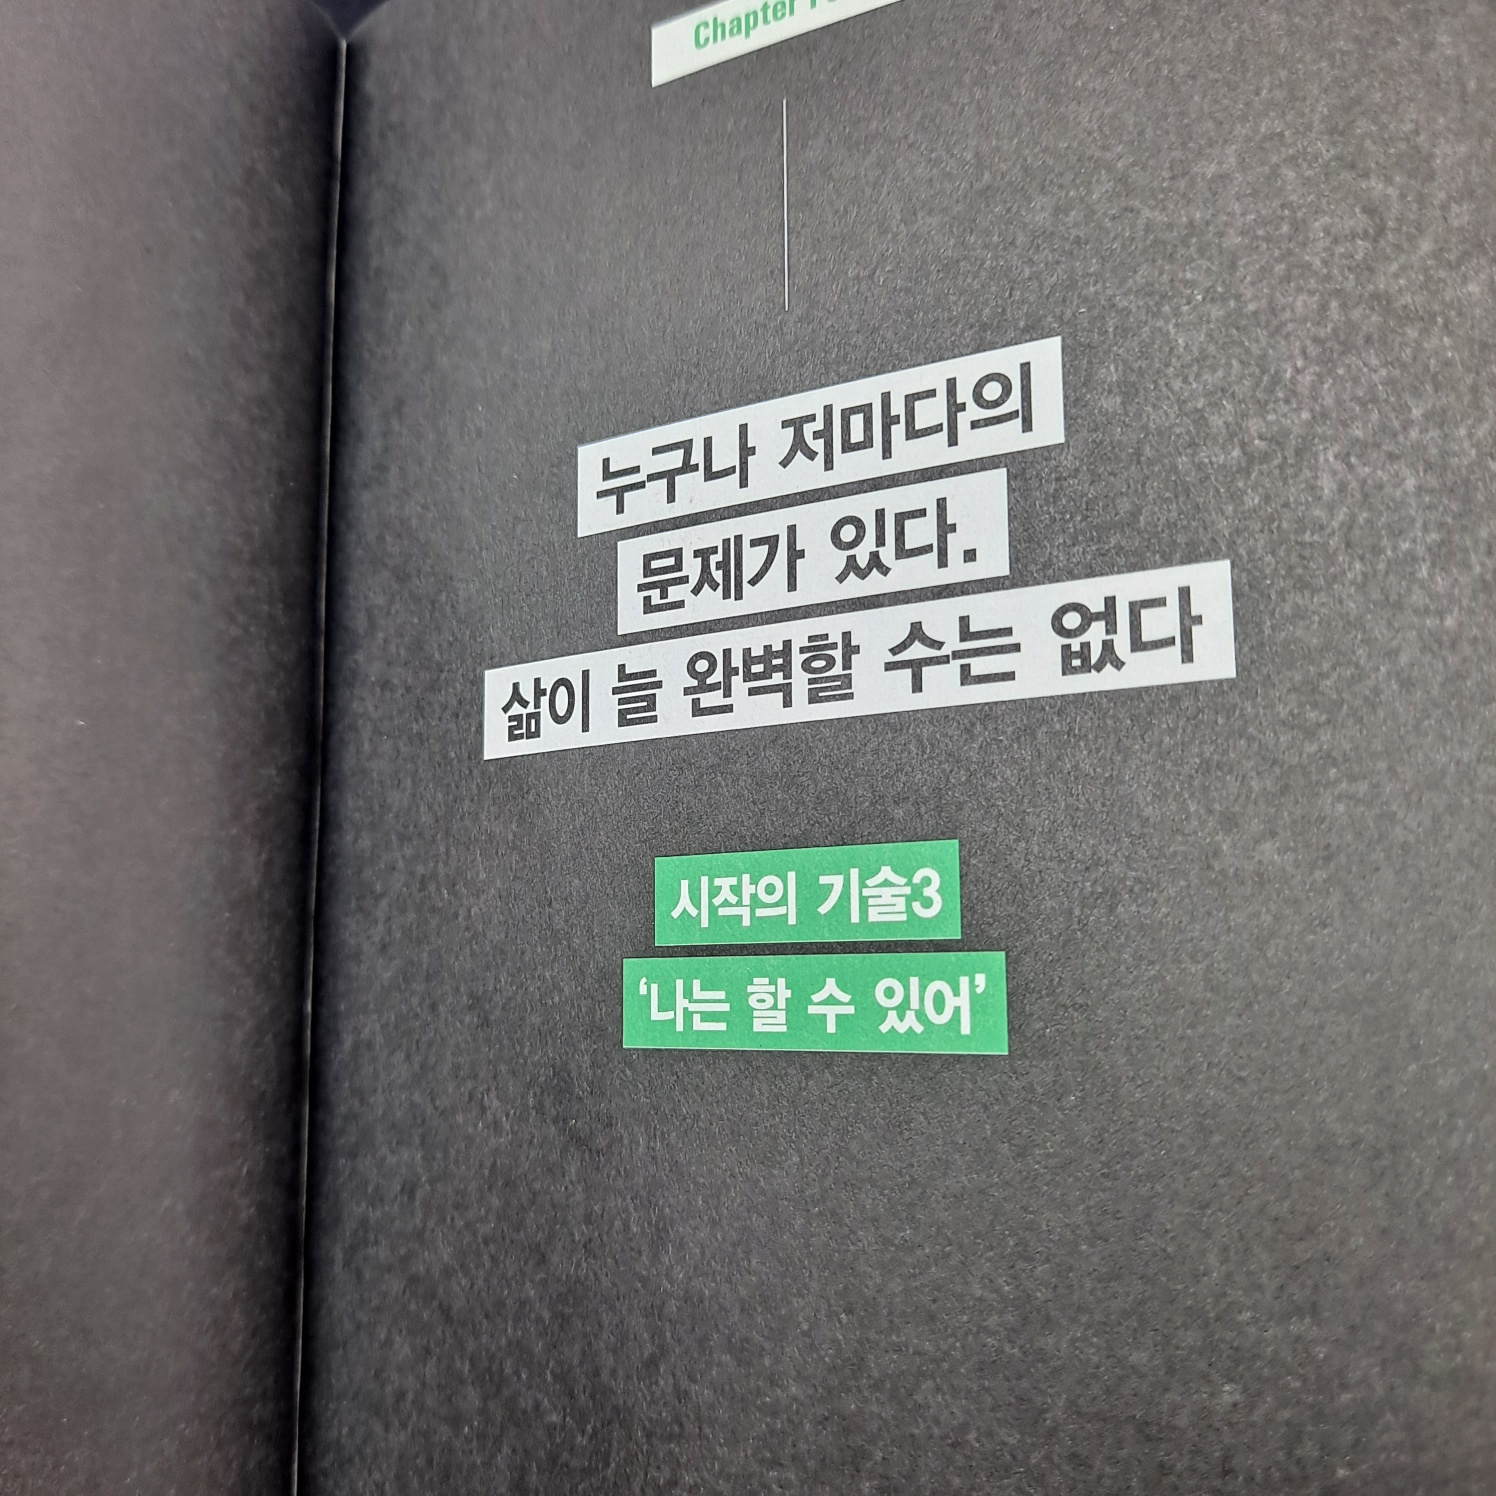 Chapter
누구나 저마다의
문제가 있다.
삶이 늘 완벽할 수는 없다
시작의 기술3
‘나는 할 수 있어’